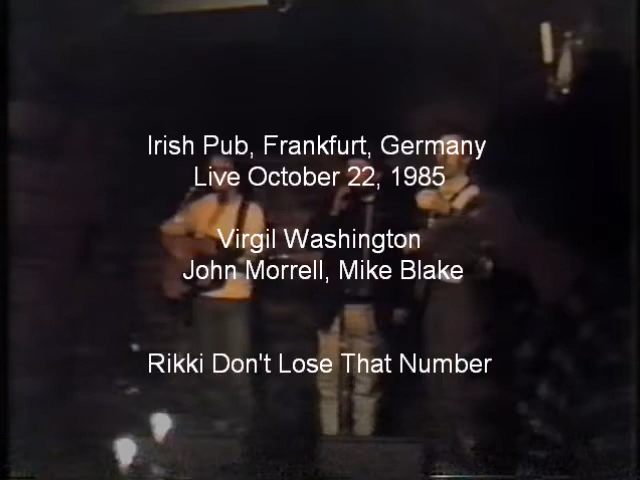 Irish Pub, Frankfurt, Germany
Live October 22, 1985
Virgil Washington
John Morrell, Mike Blake
Rikki Don't Lose That Number